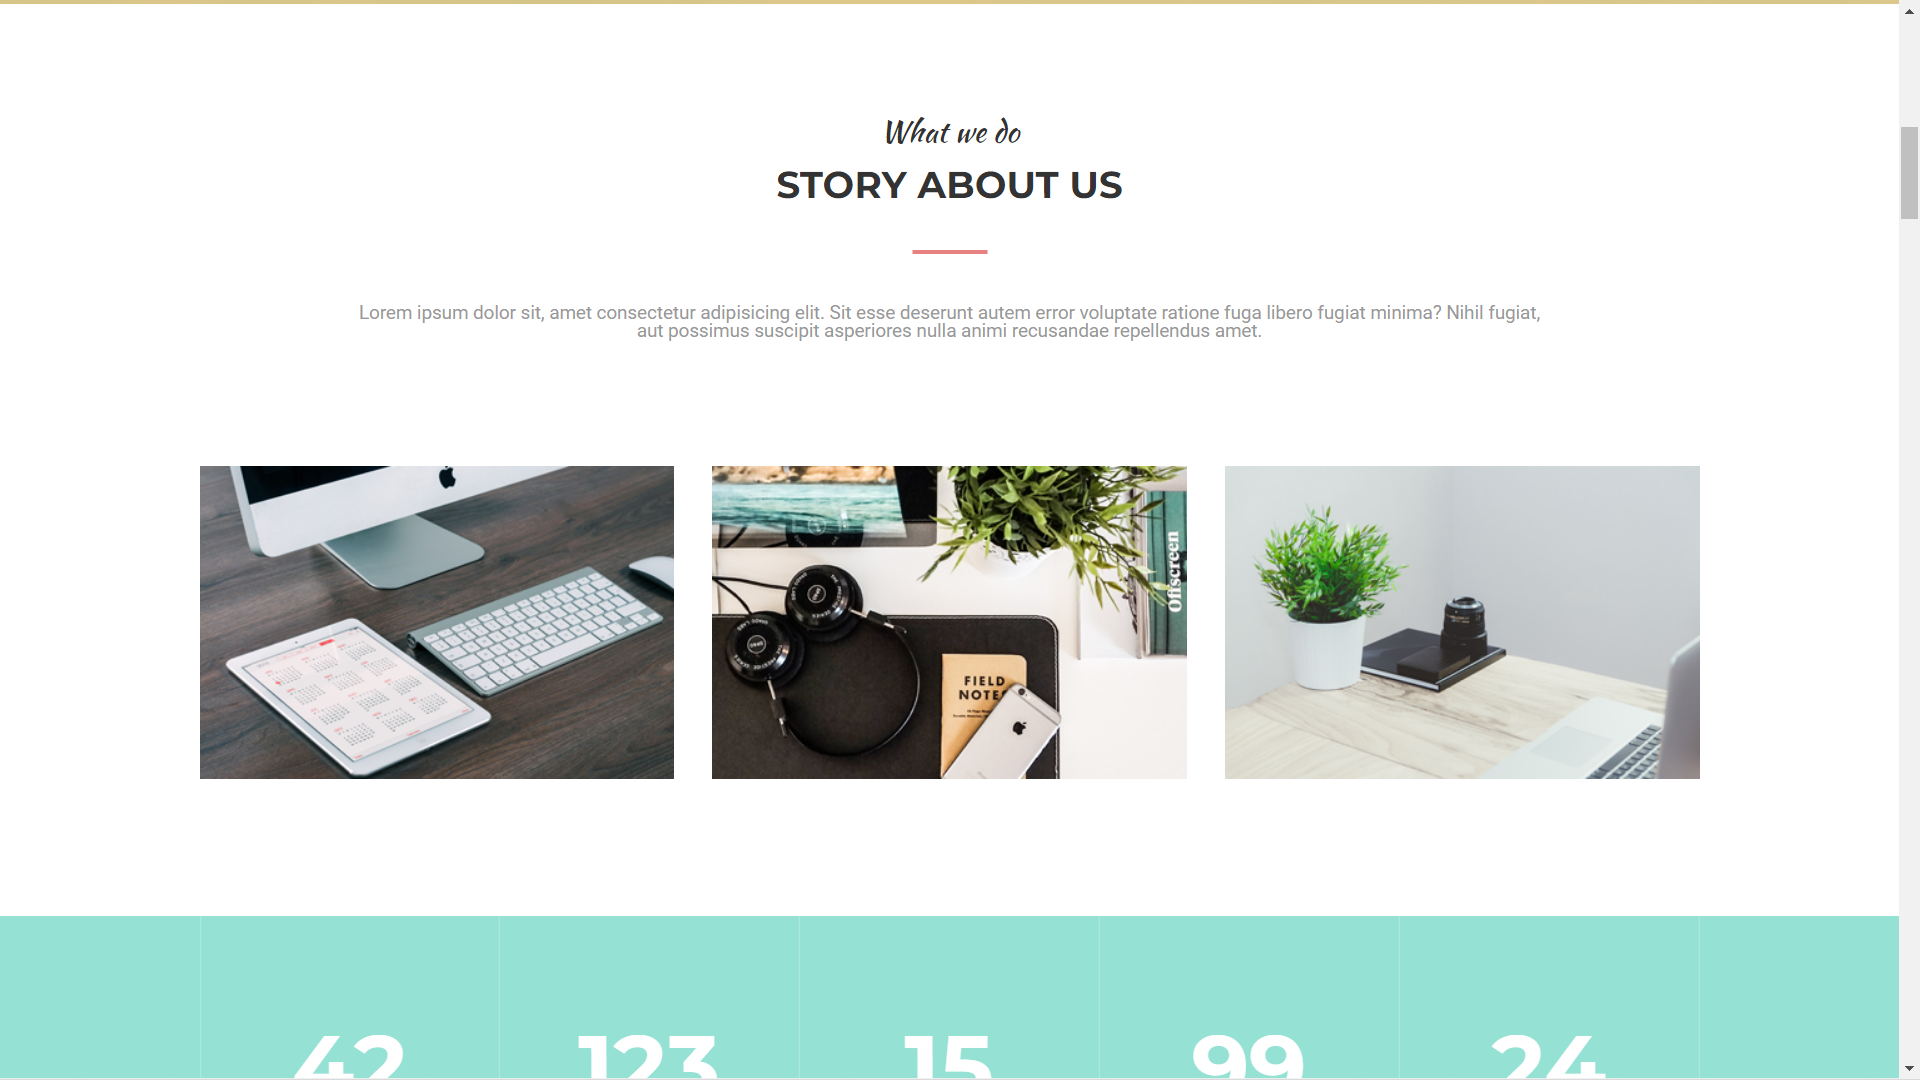 What we do
STORY ABOUT US
Lorem ipsum dolor sit, amet consectetur adipisicing elit. Sit esse deserunt autem error voluptate ratione fuga libero fugiat minima? Nihil fugiat,
aut possimus suscipit asperiores nulla animi recusandae repellendus amet.
Offscreen
FIELD
NOTES
42 123 15 99 24